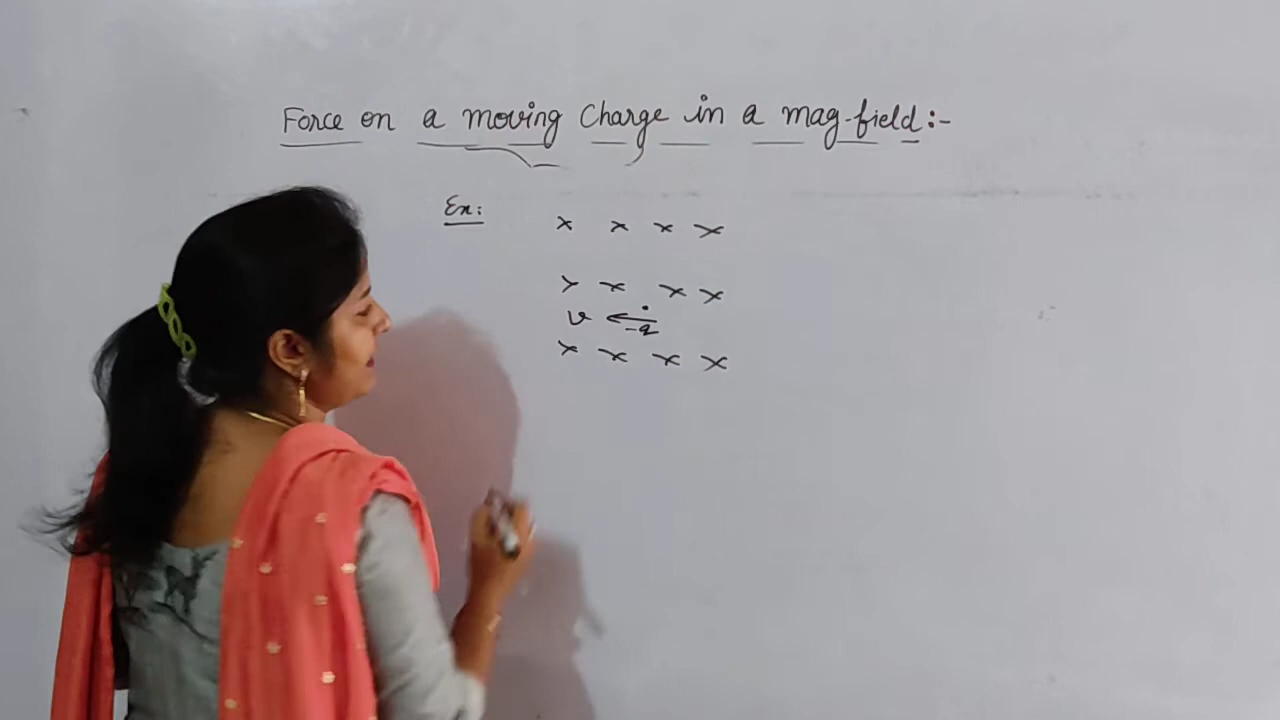 Force on a moving Charge in a mag-field:-
Ex:
x x x x
x x x x
v ←
-q
x x x x